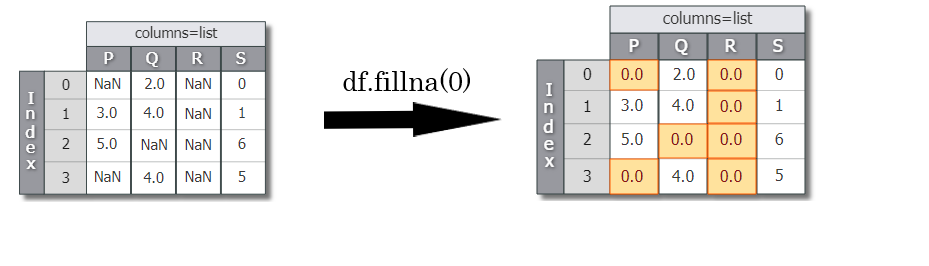 columns=list
P Q R S
Index
0 NaN 2.0 NaN 0
1 3.0 4.0 NaN 1
2 5.0 NaN NaN 6
3 NaN 4.0 NaN 5
df.fillna(0)
columns=list
P Q R S
Index
0 0.0 2.0 0.0 0
1 3.0 4.0 0.0 1
2 5.0 0.0 0.0 6
3 0.0 4.0 0.0 5